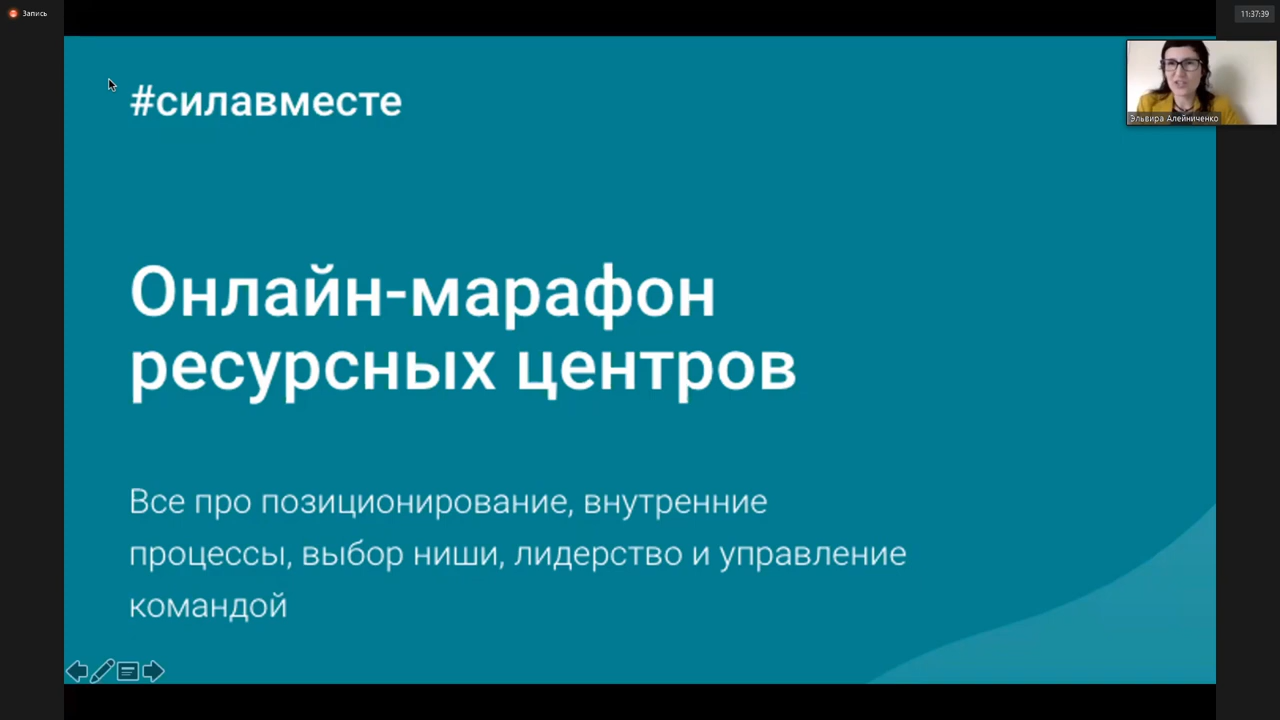 Запись
11:37:39
#силавместе
Эльвира Алейниченко
Онлайн-марафон
ресурсных центров
Все про позиционирование, внутренние
процессы, выбор ниши, лидерство и управление
командой